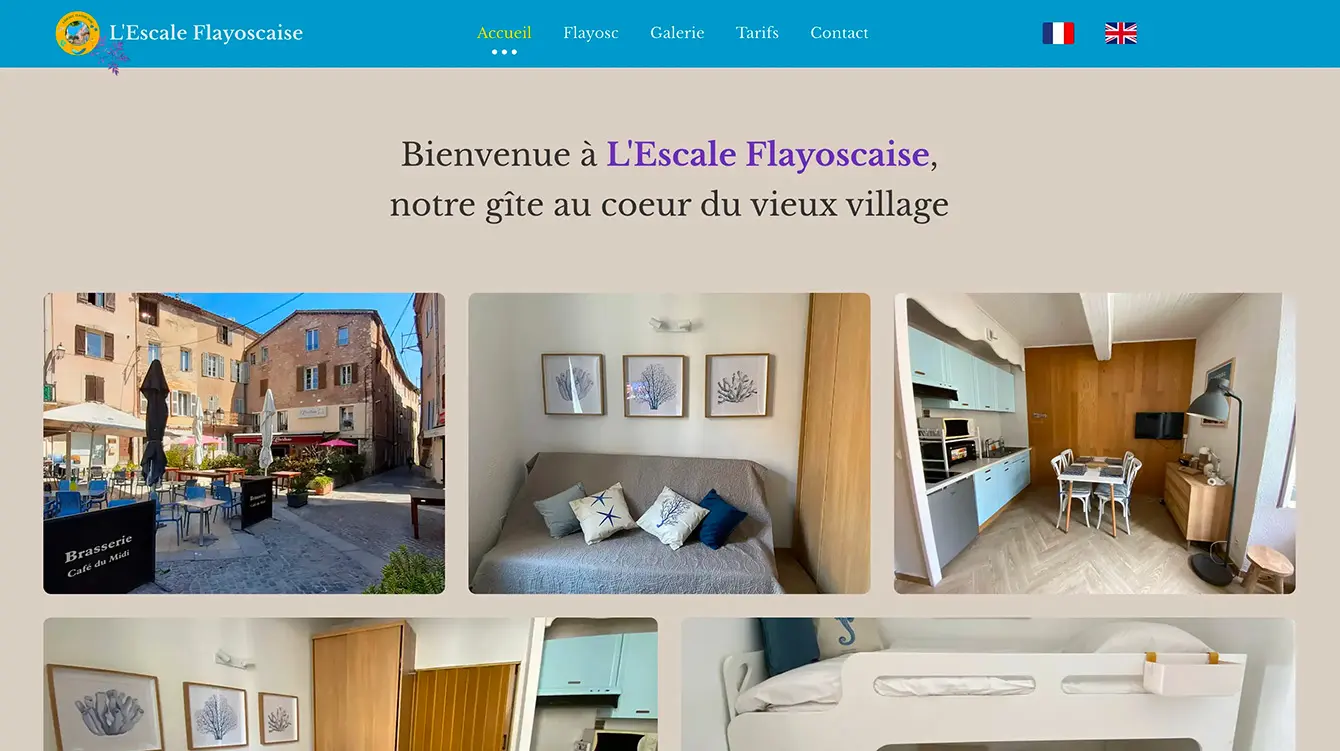 L'Escale Flayoscaise
Accueil
Flayosc
Galerie
Tarifs
Contact
Bienvenue à L'Escale Flayoscaise,
notre gîte au coeur du vieux village
Brasserie
Café du Midi
Brasserie